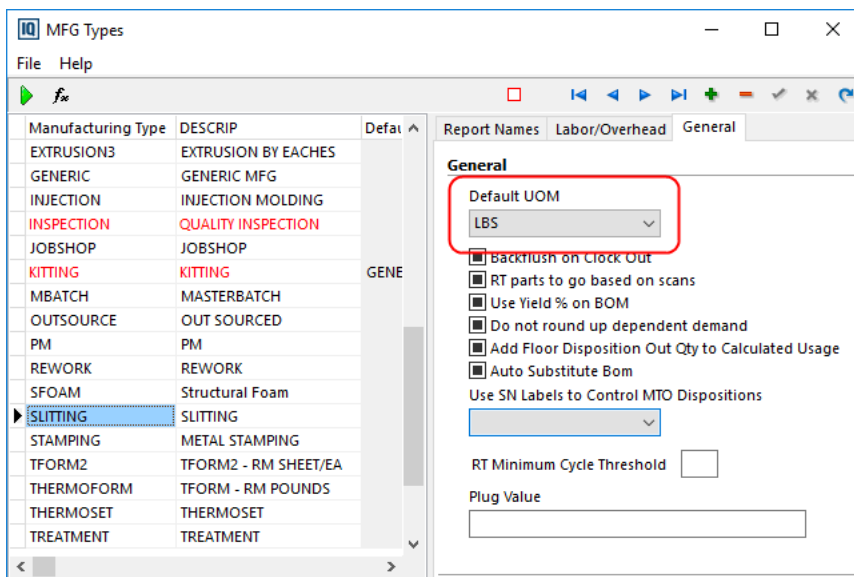 IQ MFG Types
File Help
fx
Manufacturing Type DESCRIP Defau
EXTRUSION3 EXTRUSION BY EACHES
GENERIC GENERIC MFG
INJECTION INJECTION MOLDING
INSPECTION QUALITY INSPECTION
JOBSHOP JOBSHOP
KITTING KITTING GENE
MBATCH MASTERBATCH
OUTSOURCE OUT SOURCED
PM PM
REWORK REWORK
SFOAM Structural Foam
SLITTING SLITTING
STAMPING METAL STAMPING
TFORM2 TFORM2 - RM SHEET/EA
THERMOFORM TFORM - RM POUNDS
THERMOSET THERMOSET
TREATMENT TREATMENT
Report Names Labor/Overhead General
General
Default UOM
LBS
Backflush on Clock Out
RT parts to go based on scans
Use Yield % on BOM
Do not round up dependent demand
Add Floor Disposition Out Qty to Calculated Usage
Auto Substitute Bom
Use SN Labels to Control MTO Dispositions
RT Minimum Cycle Threshold
Plug Value